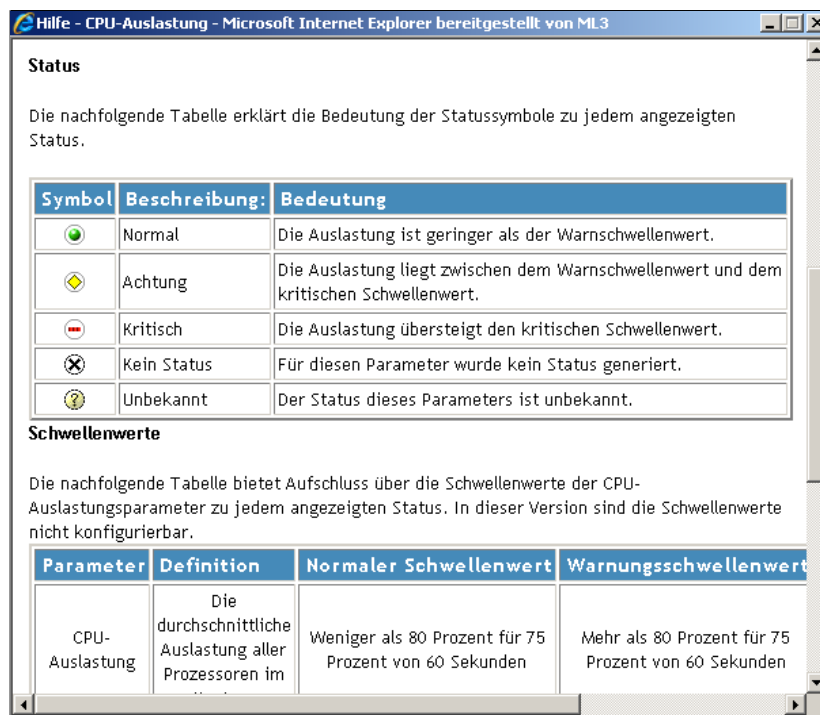 Hilfe - CPU-Auslastung - Microsoft Internet Explorer bereitgestellt von ML3
Status
Die nachfolgende Tabelle erklärt die Bedeutung der Statussymbole zu jedem angezeigten
Status.
Symbol Beschreibung: Bedeutung
Normal Die Auslastung ist geringer als der Warnschwellenwert.
Achtung Die Auslastung liegt zwischen dem Warnschwellenwert und dem
kritischen Schwellenwert.
Kritisch Die Auslastung übersteigt den kritischen Schwellenwert.
Kein Status Für diesen Parameter wurde kein Status generiert.
Unbekannt Der Status dieses Parameters ist unbekannt.
Schwellenwerte
Die nachfolgende Tabelle bietet Aufschluss über die Schwellenwerte der CPU-
Auslastungsparameter zu jedem angezeigten Status. In dieser Version sind die Schwellenwerte
nicht konfigurierbar.
Parameter Definition Normaler Schwellenwert Warnungsschwellenwert
CPU-
Auslastung
Die
durchschnittliche
Auslastung aller
Prozessoren im
Weniger als 80 Prozent für 75
Prozent von 60 Sekunden
Mehr als 80 Prozent für 75
Prozent von 60 Sekunden